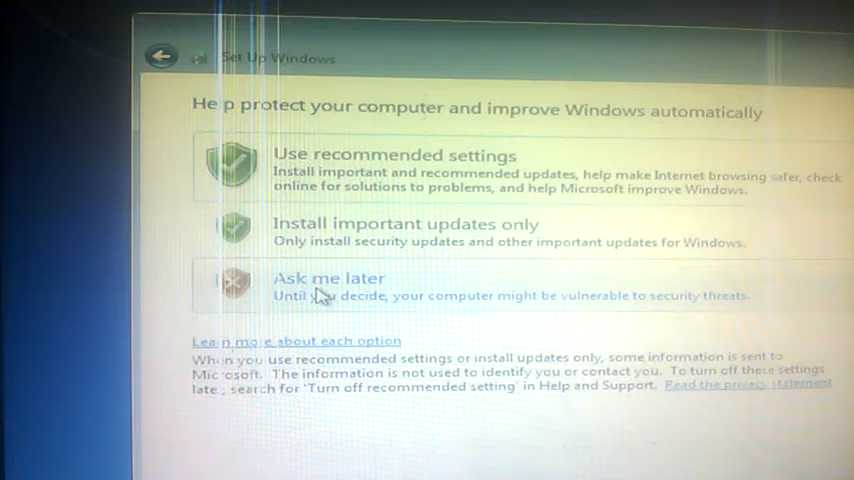 Set Up Windows
Help protect your computer and improve Windows automatically
Use recommended settings
Install important and recommended updates, help make Internet browsing safer, check
online for solutions to problems, and help Microsoft improve Windows.
Install important updates only
Only install security updates and other important updates for Windows.
Ask me later
Until you decide, your computer might be vulnerable to security threats.
Learn more about each option
When you use recommended settings or install updates only, some information is sent to
Microsoft. The information is not used to identify you or contact you. To turn off these settings
later, search for 'Turn off recommended setting' in Help and Support. Read the privacy statement